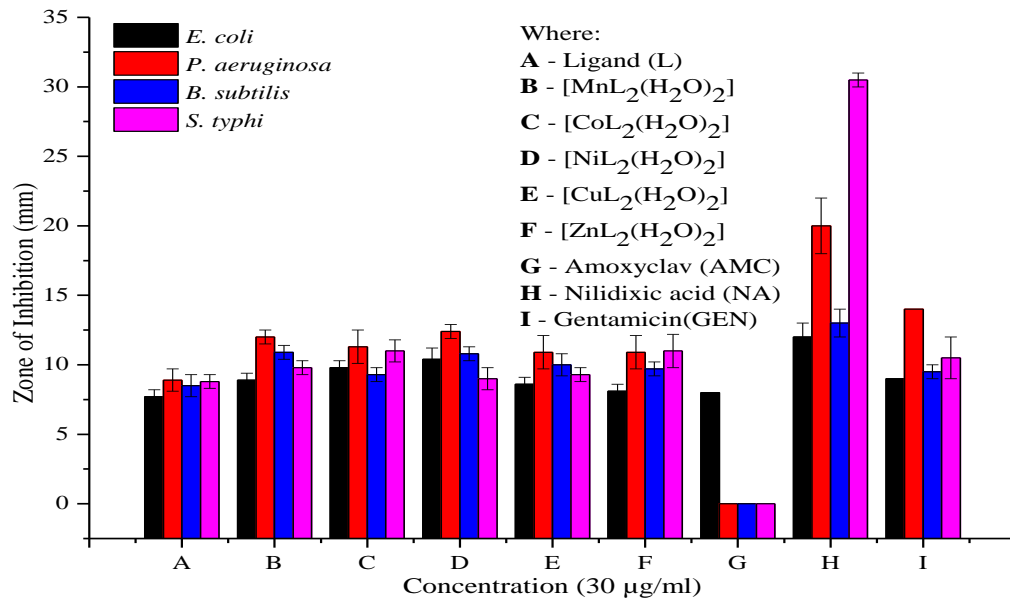 35
30
25
20
15
10
5
0
Zone of Inhibition (mm)
E. coli
P. aeruginosa
B. subtilis
S. typhi
Where:
A - Ligand (L)
B - [MnL2(H2O)2]
C - [CoL2(H2O)2]
D - [NiL2(H2O)2]
E - [CuL2(H2O)2]
F - [ZnL2(H2O)2]
G - Amoxyclav (AMC)
H - Nilidixic acid (NA)
I - Gentamicin(GEN)
A B C D E F G H I
Concentration (30 µg/ml)